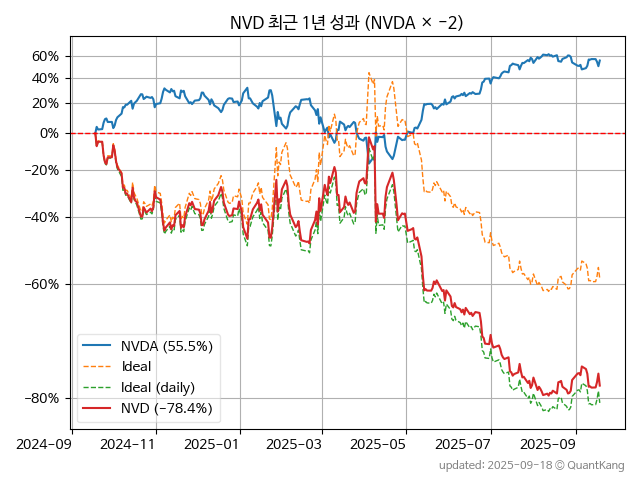 NVD 최근 1년 성과 (NVDA × −2)
60%
40%
20%
0%
−20%
−40%
−60%
−80%
NVDA (55.5%)
Ideal
Ideal (daily)
NVD (−78.4%)
2024-09
2024-11
2025-01
2025-03
2025-05
2025-07
2025-09
updated: 2025-09-18 © QuantKang